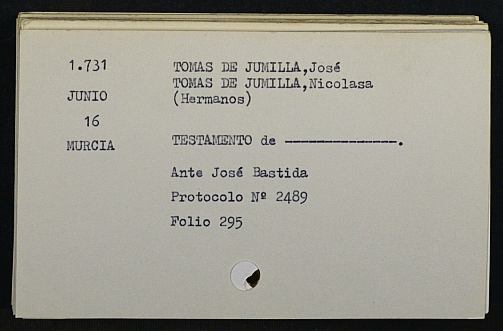 1.731 TOMAS DE JUMILLA,José
TOMAS DE JUMILLA,Nicolasa
JUNIO (Hermanos)
16
MURCIA TESTAMENTO de --------------.
Ante José Bastida
Protocolo Nº 2489
Folio 295